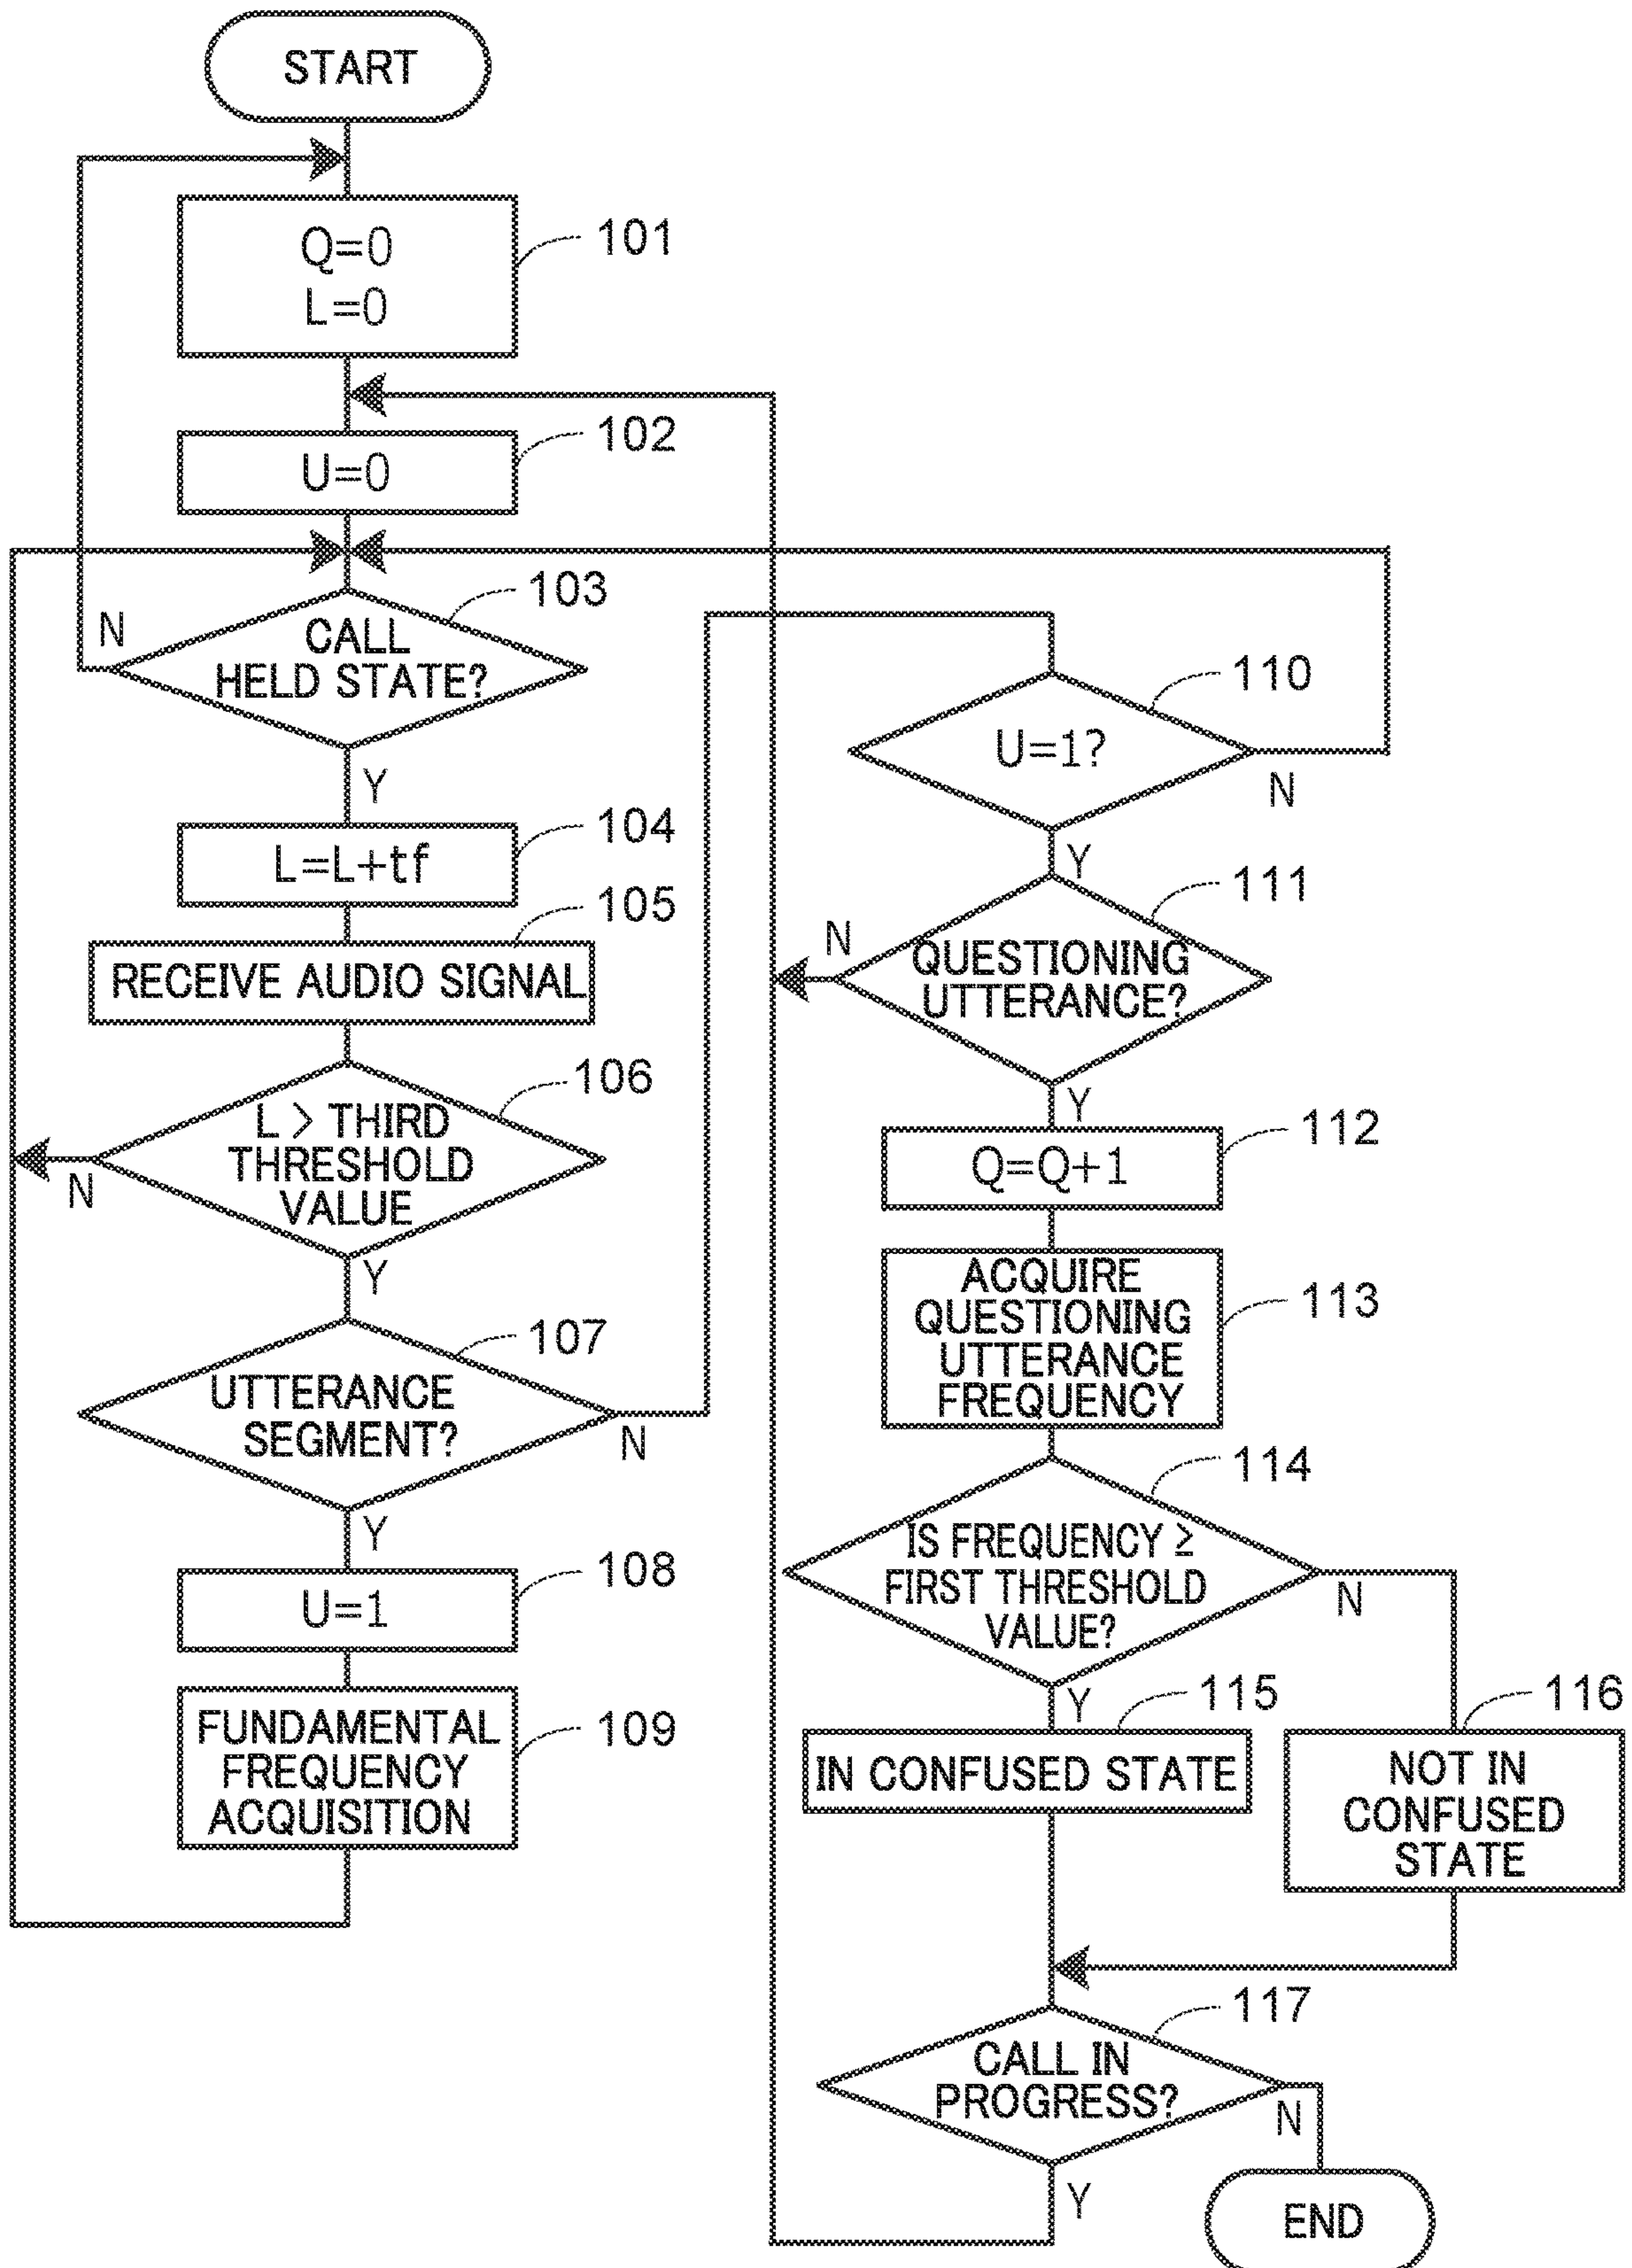 START
Q=0
L=0
101
U=0
102
CALL
HELD STATE?
103
N
Y
L=L+tf
104
RECEIVE AUDIO SIGNAL
105
L > THIRD
THRESHOLD
VALUE
106
N
Y
UTTERANCE
SEGMENT?
107
N
Y
U=1
108
FUNDAMENTAL
FREQUENCY
ACQUISITION
109
U=1?
110
N
Y
QUESTIONING
UTTERANCE?
111
N
Y
Q=Q+1
112
ACQUIRE
QUESTIONING
UTTERANCE
FREQUENCY
113
IS FREQUENCY ≥
FIRST THRESHOLD
VALUE?
114
N
Y
IN CONFUSED STATE
115
NOT IN
CONFUSED
STATE
116
CALL IN
PROGRESS?
117
N
Y
END